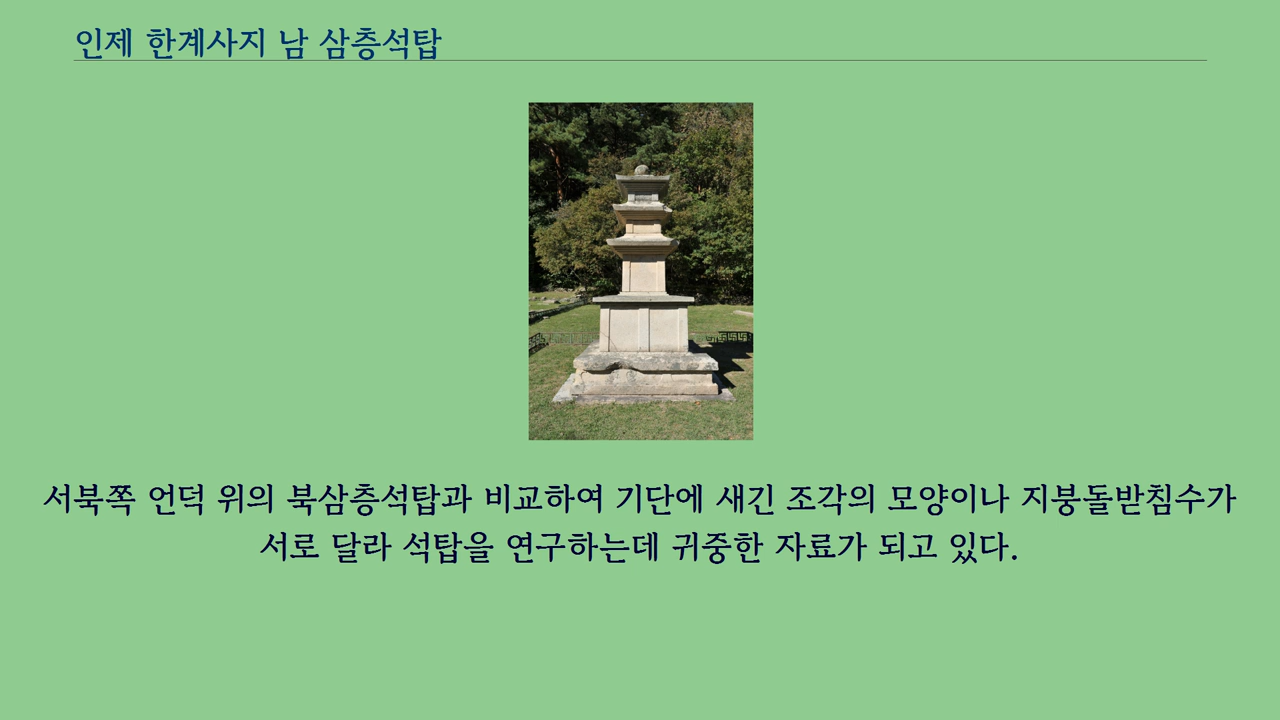 인제 한계사지 남 삼층석탑
서북쪽 언덕 위의 북삼층석탑과 비교하여 기단에 새긴 조각의 모양이나 지붕돌받침수가
서로 달라 석탑을 연구하는데 귀중한 자료가 되고 있다.